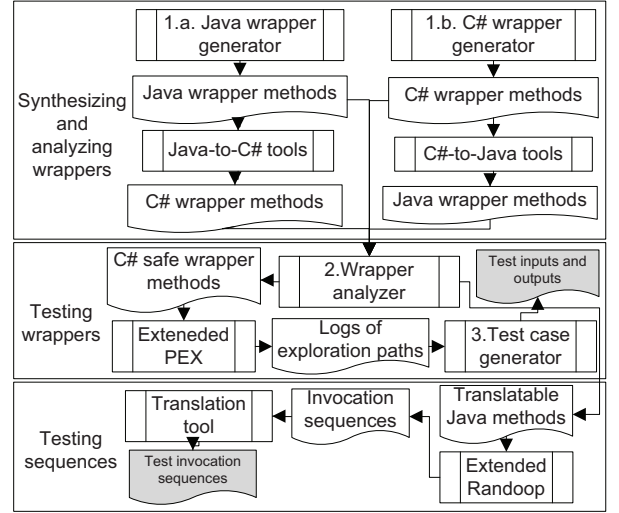 1.a. Java wrapper
generator
1.b. C# wrapper
generator
Synthesizing
and
analyzing
wrappers
Java wrapper methods
C# wrapper methods
Java-to-C# tools
C#-to-Java tools
C# wrapper methods
Java wrapper methods
Testing
wrappers
C# safe wrapper
methods
2.Wrapper
analyzer
Test inputs and
outputs
Exteneded
PEX
Logs of
exploration paths
3.Test case
generator
Testing
sequences
Translation
tool
Invocation
sequences
Translatable
Java methods
Test invocation
sequences
Extended
Randoop